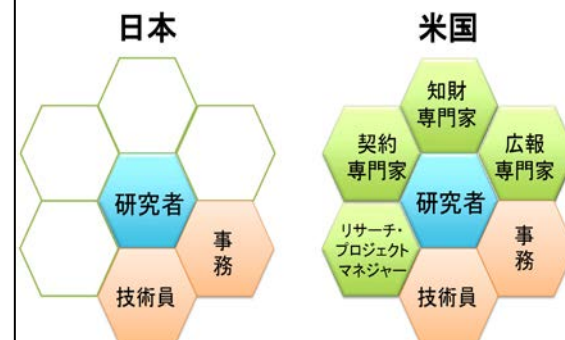 日本
研究者
事
務
技術員
米国
知財
専門家
契約
専門家
広報
専門家
研究者
リサーチ・
プロジェクト
マネジャー
事
務
技術員